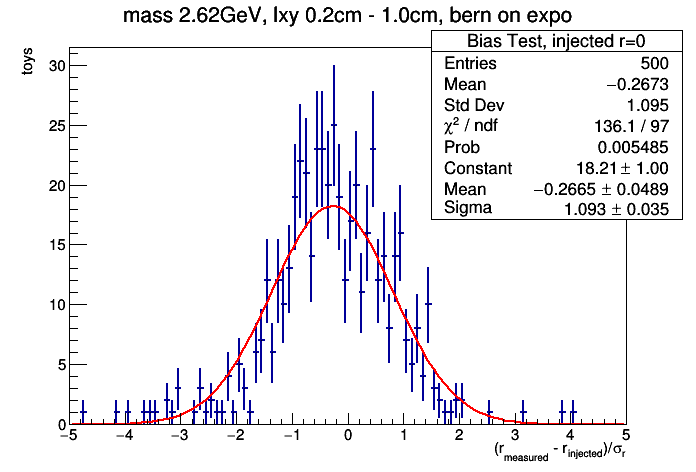 mass 2.62GeV, lxy 0.2cm - 1.0cm, bern on expo
Bias Test, injected r=0
Entries 500
Mean −0.2673
Std Dev 1.095
χ² / ndf 136.1 / 97
Prob 0.005485
Constant 18.21 ± 1.00
Mean −0.2665 ± 0.0489
Sigma 1.093 ± 0.035
toys
30
25
20
15
10
5
0
−5 −4 −3 −2 −1 0 1 2 3 4 5
(r_measured - r_injected)/σ_r